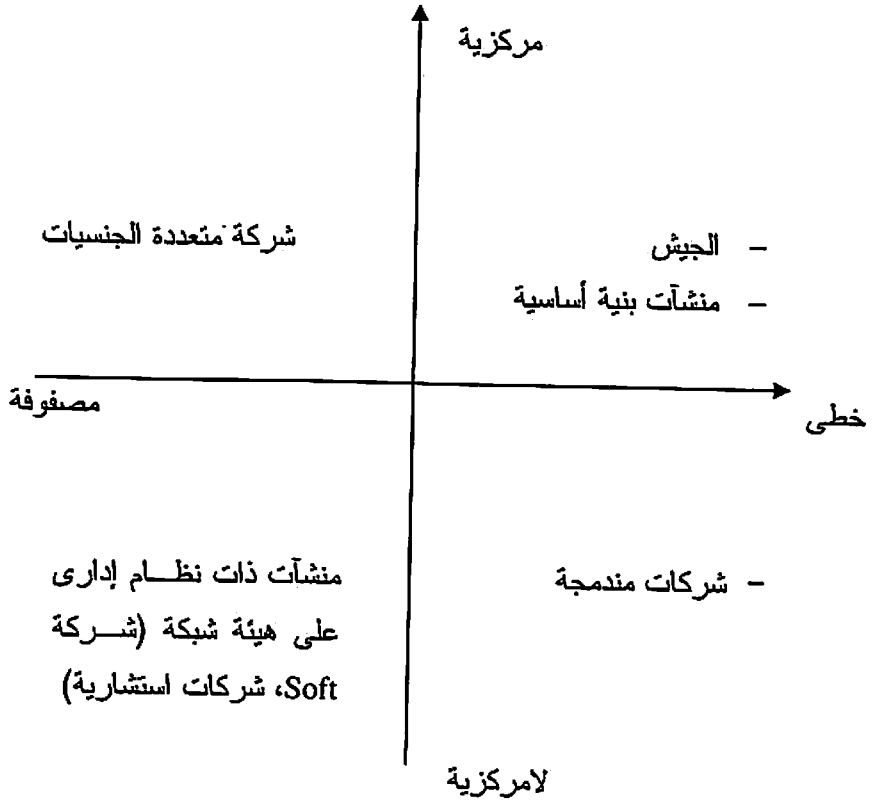 مركزية
– الجيش
– منشآت بنية أساسية
شركة متعددة الجنسيات
خطى
مصفوفة
– شركات مندمجة
منشآت ذات نظام إدارى
على هيئة شبكة (شركة
Soft، شركات استشارية)
لامركزية